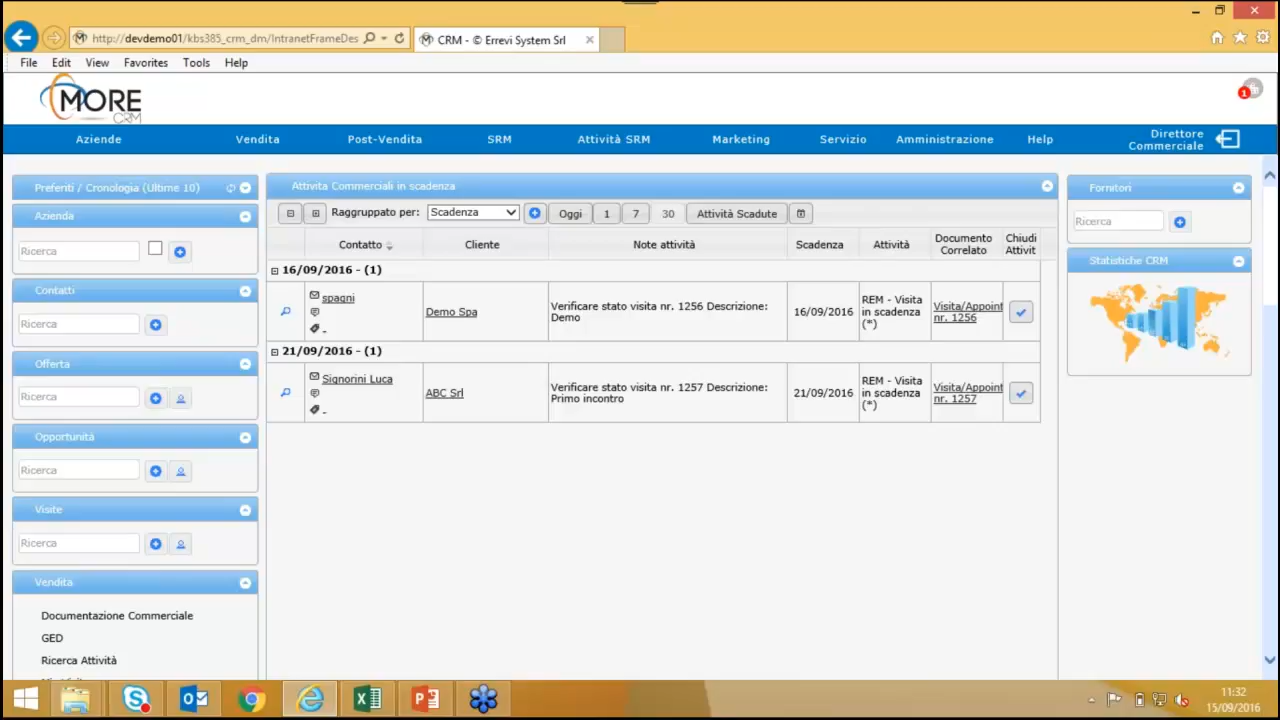 http://devdemo01/kbs385_crm_dm/IntranetFrameDes
CRM - © Errevi System Srl
File Edit View Favorites Tools Help
MORE
CRM
1
Aziende Vendita Post-Vendita SRM Attività SRM Marketing Servizio Amministrazione Help
Direttore
Commerciale
Preferiti / Cronologia (Ultime 10)
Azienda
Ricerca
Contatti
Ricerca
Offerta
Ricerca
Opportunità
Ricerca
Visite
Ricerca
Vendita
Documentazione Commerciale
GED
Ricerca Attività
Attivita Commerciali in scadenza
Raggruppato per: Scadenza Oggi 1 7 30 Attività Scadute
Contatto Cliente Note attività Scadenza Attività Documento Correlato Chiudi Attivit
16/09/2016 - (1)
spagni
-
Demo Spa
Verificare stato visita nr. 1256 Descrizione:
Demo
16/09/2016
REM - Visita
in scadenza
(*)
Visita/Appoint
nr. 1256
21/09/2016 - (1)
Signorini Luca
-
ABC Srl
Verificare stato visita nr. 1257 Descrizione:
Primo incontro
21/09/2016
REM - Visita
in scadenza
(*)
Visita/Appoint
nr. 1257
Fornitori
Ricerca
Statistiche CRM
11:32
15/09/2016